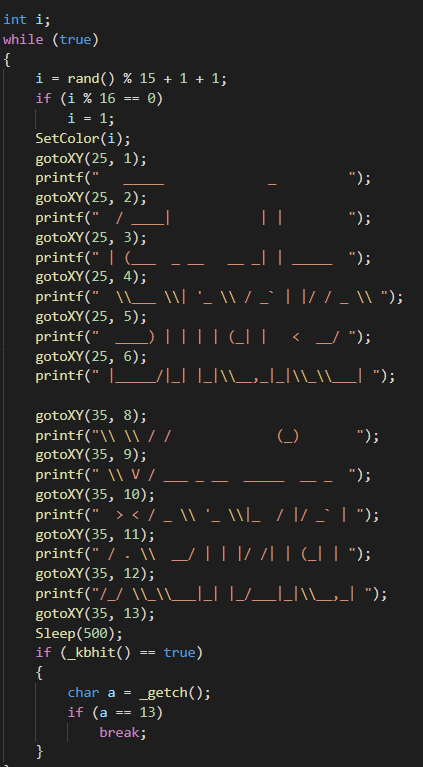 int i;
while (true)
{
    i = rand() % 15 + 1 + 1;
    if (i % 16 == 0)
        i = 1;
    SetColor(i);
    gotoXY(25, 1);
    printf("   _____             _         ");
    gotoXY(25, 2);
    printf("  / ____|           | |        ");
    gotoXY(25, 3);
    printf(" | (___  _ __   __ _| | _____  ");
    gotoXY(25, 4);
    printf("  \\___ \\| '_ \\ / _` | |/ / _ \\ ");
    gotoXY(25, 5);
    printf("  ____) | | | | (_| |   <  __/ ");
    gotoXY(25, 6);
    printf(" |_____/|_| |_|\\__,_|_|\\_\\___| ");

    gotoXY(35, 8);
    printf("\\ \\ / /             (_)       ");
    gotoXY(35, 9);
    printf(" \\ V / ___ _ __  _____  __ _  ");
    gotoXY(35, 10);
    printf("  > < / _ \\ '_ \\|_  / |/ _` | ");
    gotoXY(35, 11);
    printf(" / . \\  __/ | | |/ /| | (_| | ");
    gotoXY(35, 12);
    printf("/_/ \\_\\___|_| |_/___|_|\\__,_| ");
    gotoXY(35, 13);
    Sleep(500);
    if (_kbhit() == true)
    {
        char a = _getch();
        if (a == 13)
            break;
    }